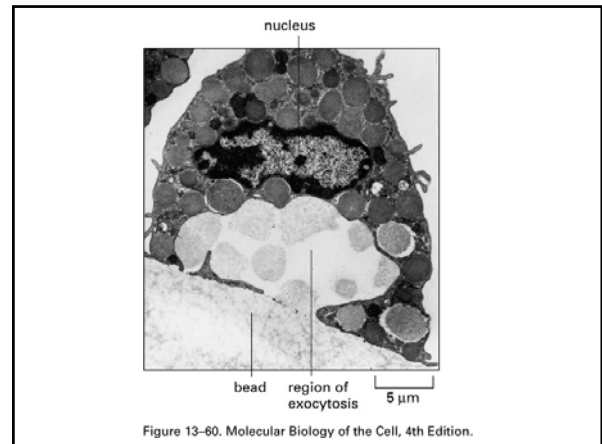 nucleus
bead
region of
exocytosis
5 µm
Figure 13–60. Molecular Biology of the Cell, 4th Edition.